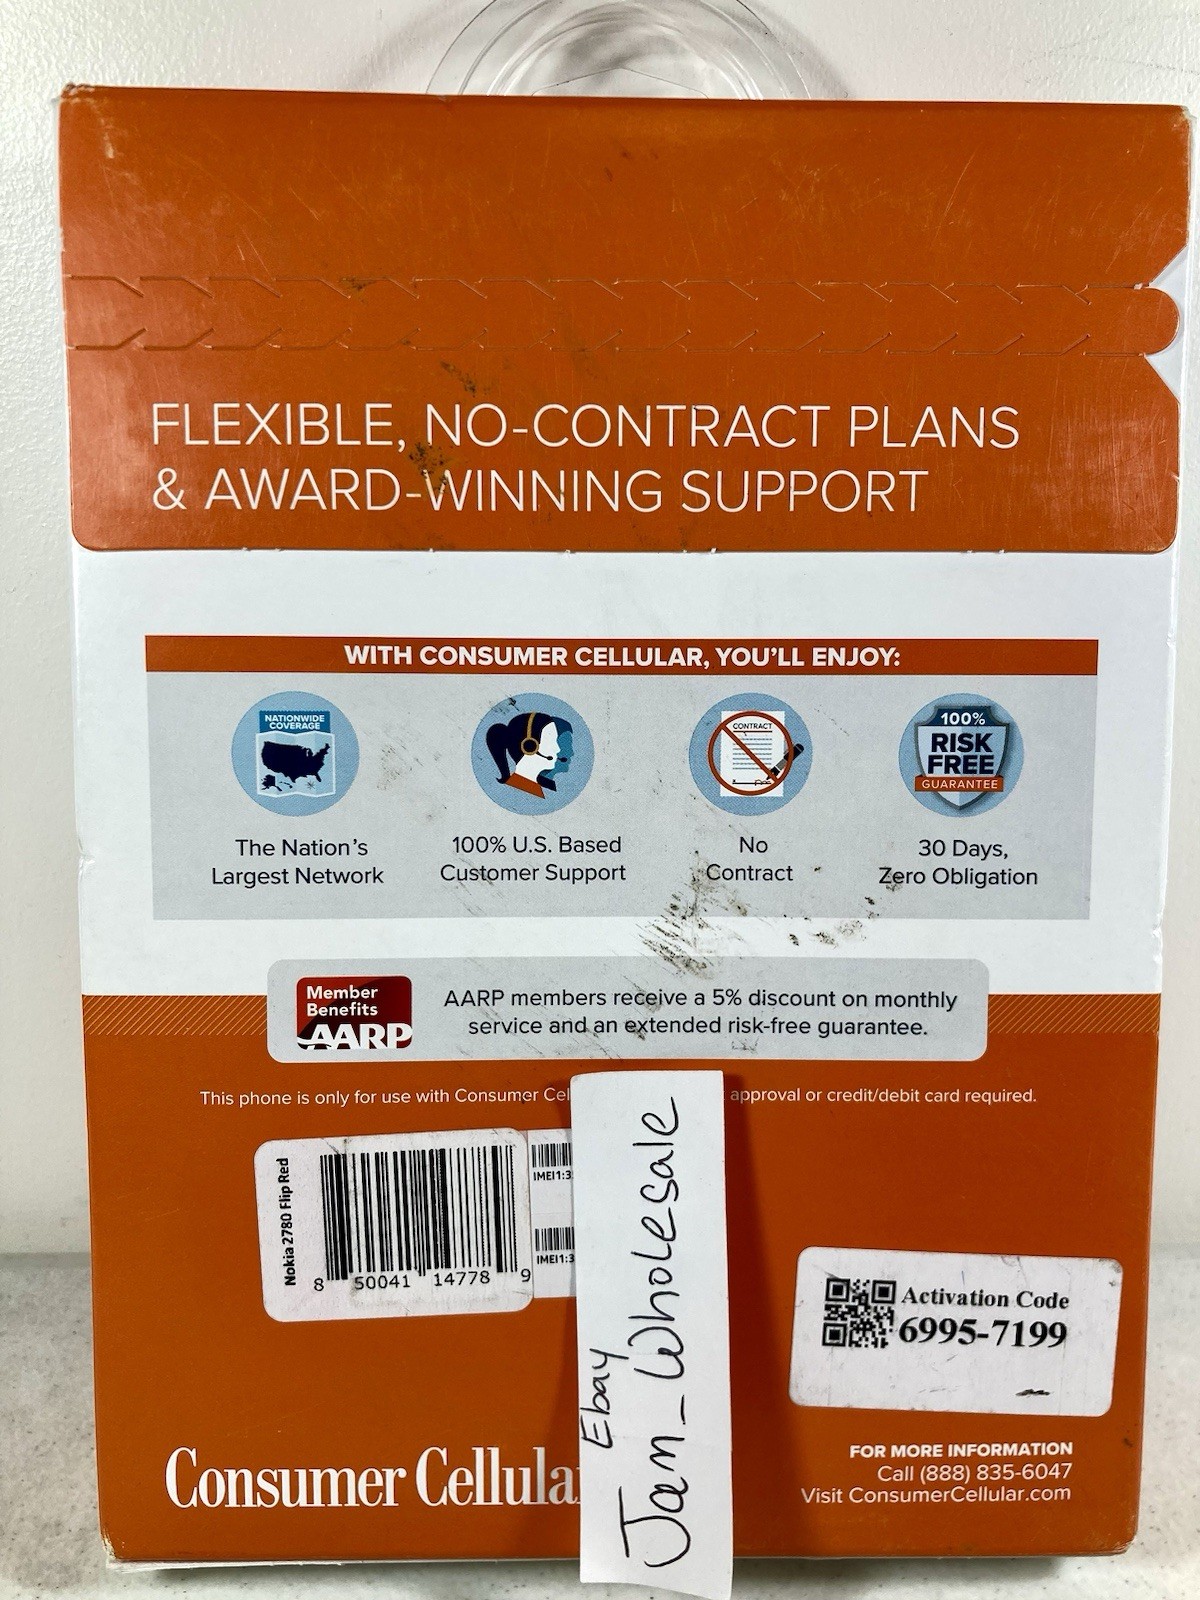 FLEXIBLE, NO-CONTRACT PLANS
& AWARD-WINNING SUPPORT
WITH CONSUMER CELLULAR, YOU'LL ENJOY:
NATIONWIDE
COVERAGE
The Nation's
Largest Network
100% U.S. Based
Customer Support
CONTRACT
No
Contract
100%
RISK
FREE
GUARANTEE
30 Days,
Zero Obligation
Member
Benefits
AARP
AARP members receive a 5% discount on monthly
service and an extended risk-free guarantee.
This phone is only for use with Consumer Cel
approval or credit/debit card required.
Nokia 2780 Flip Red
8 50041 14778 9
IMEI1:3
IMEI1:3
Ebay
Jam_Wholesale
Activation Code
6995-7199
Consumer Cellula
FOR MORE INFORMATION
Call (888) 835-6047
Visit ConsumerCellular.com